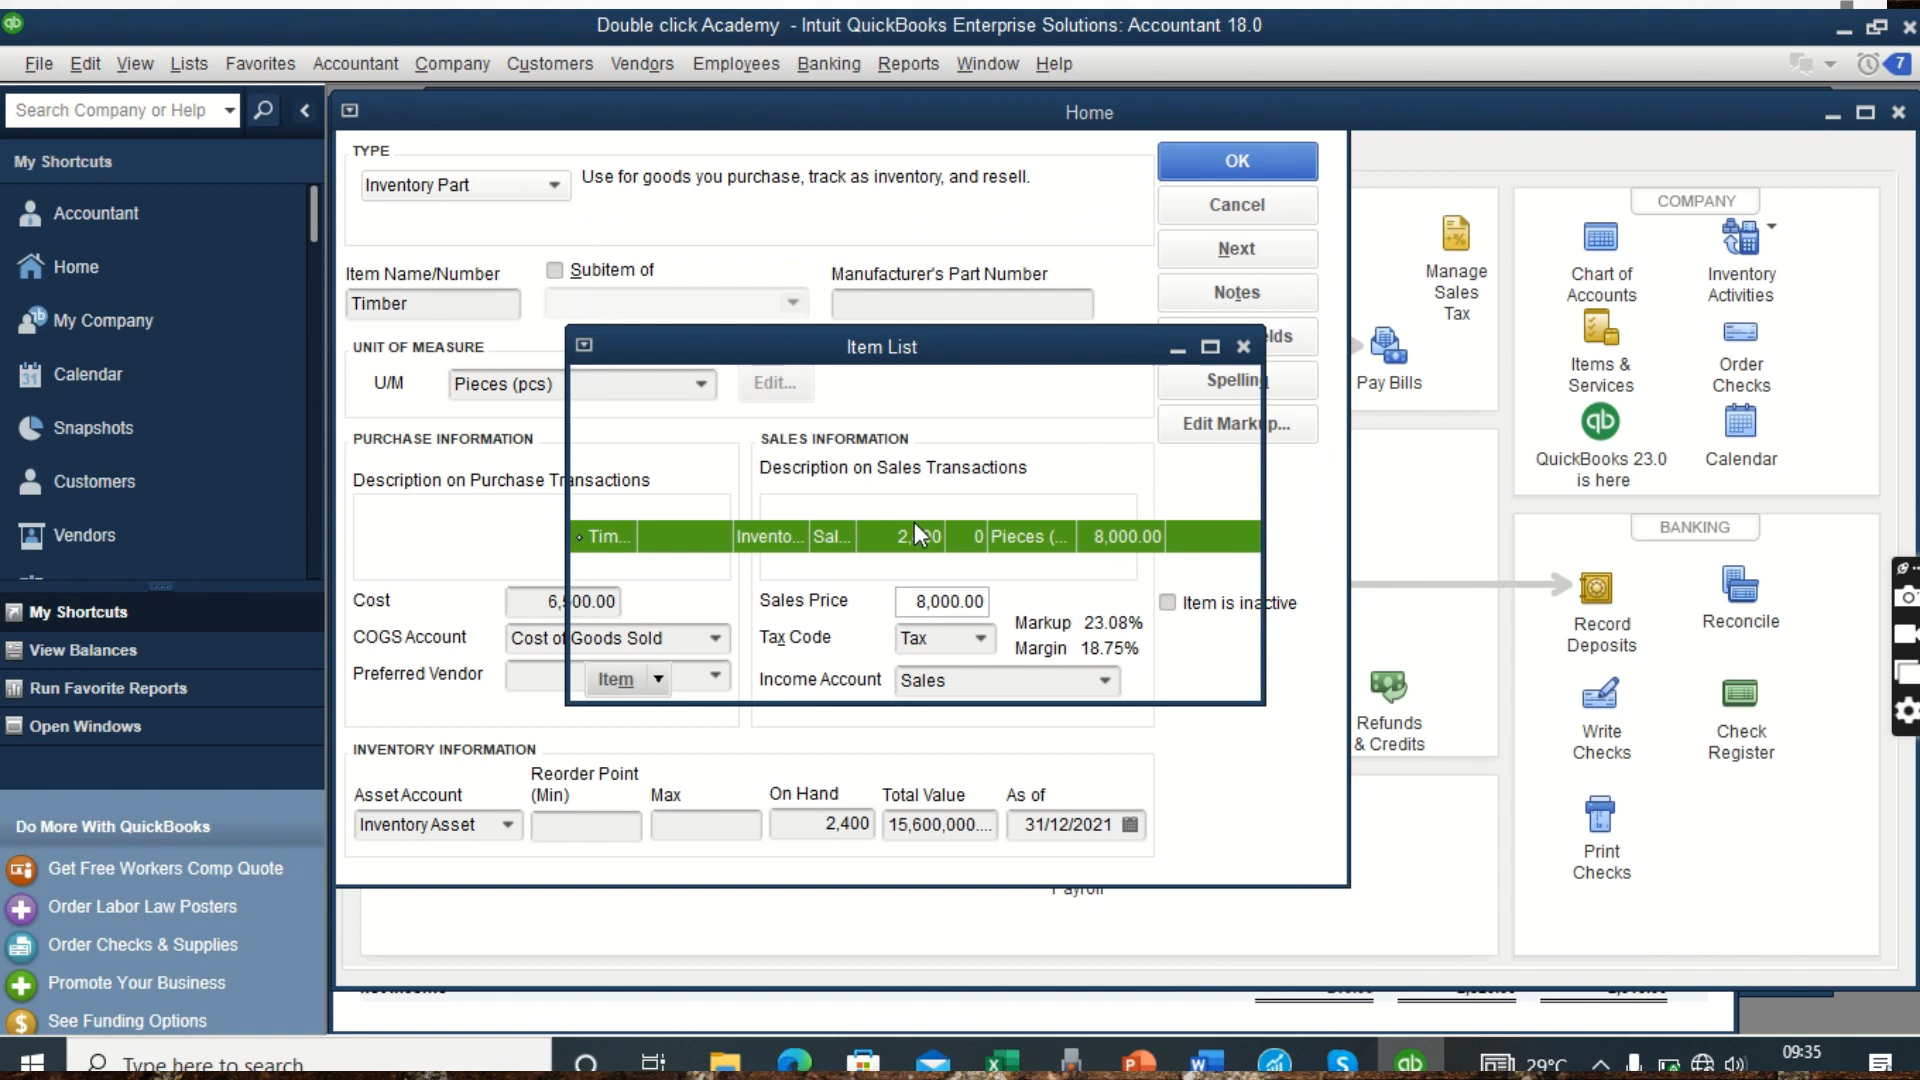 Double click Academy - Intuit QuickBooks Enterprise Solutions: Accountant 18.0
File Edit View Lists Favorites Accountant Company Customers Vendors Employees Banking Reports Window Help
7
Search Company or Help
Home
My Shortcuts
Accountant
Home
My Company
Calendar
Snapshots
Customers
Vendors
My Shortcuts
View Balances
Run Favorite Reports
Open Windows
Do More With QuickBooks
Get Free Workers Comp Quote
Order Labor Law Posters
Order Checks & Supplies
Promote Your Business
See Funding Options
TYPE
Inventory Part
Use for goods you purchase, track as inventory, and resell.
OK
Cancel
Next
Notes
Spelling
Edit Markup...
Item Name/Number
Subitem of
Manufacturer's Part Number
Timber
UNIT OF MEASURE
U/M
Pieces (pcs)
Edit...
Item List
PURCHASE INFORMATION
Description on Purchase Transactions
SALES INFORMATION
Description on Sales Transactions
Tim... Invento... Sal... 0 Pieces (... 8,000.00
Cost
COGS Account
Cost of Goods Sold
Preferred Vendor
Item
Sales Price
8,000.00
Markup 23.08%
Tax Code
Tax
Margin 18.75%
Income Account
Sales
Item is inactive
INVENTORY INFORMATION
Asset Account
Inventory Asset
Reorder Point
(Min)
Max
On Hand
2,400
Total Value
15,600,000....
As of
31/12/2021
Payroll
Manage
Sales
Tax
Pay Bills
Refunds
& Credits
COMPANY
Chart of
Accounts
Inventory
Activities
Items &
Services
Order
Checks
QuickBooks 23.0
is here
Calendar
BANKING
Record
Deposits
Reconcile
Write
Checks
Check
Register
Print
Checks
Type here to search
29°C
09:35